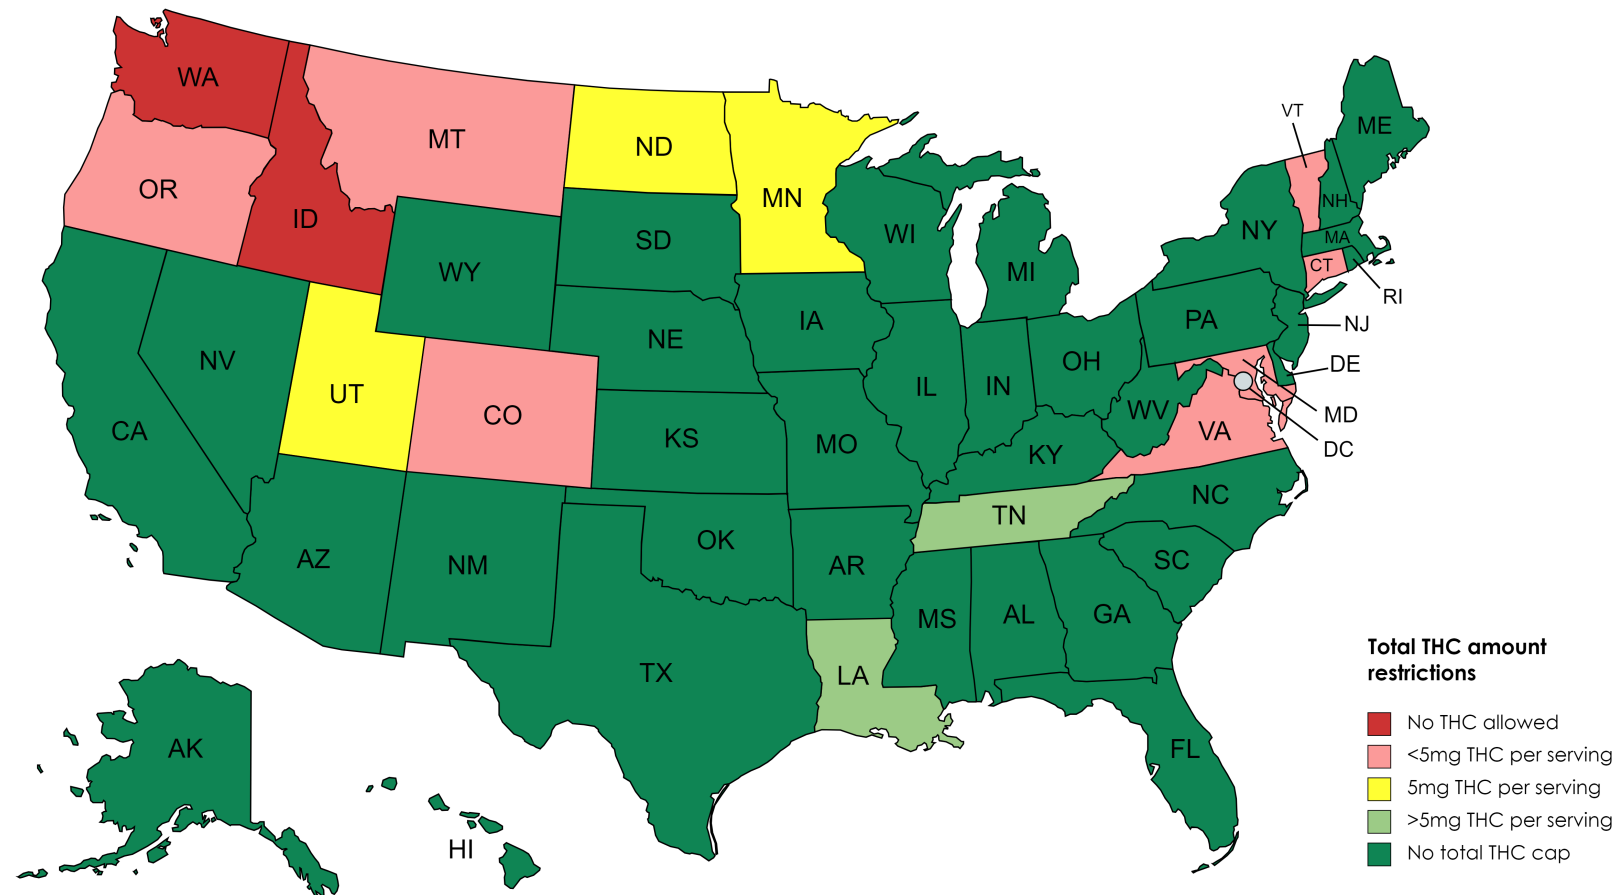 WA
MT
ND
MN
VT
ME
OR
ID
NH
WY
SD
WI
NY
MA
MI
CT
RI
NV
NE
IA
PA
NJ
UT
CO
IL
IN
OH
DE
CA
KS
MO
WV
MD
KY
VA
DC
AZ
NM
OK
AR
TN
NC
SC
MS
AL
GA
TX
LA
FL
AK
HI
Total THC amount
restrictions
No THC allowed
<5mg THC per serving
5mg THC per serving
>5mg THC per serving
No total THC cap